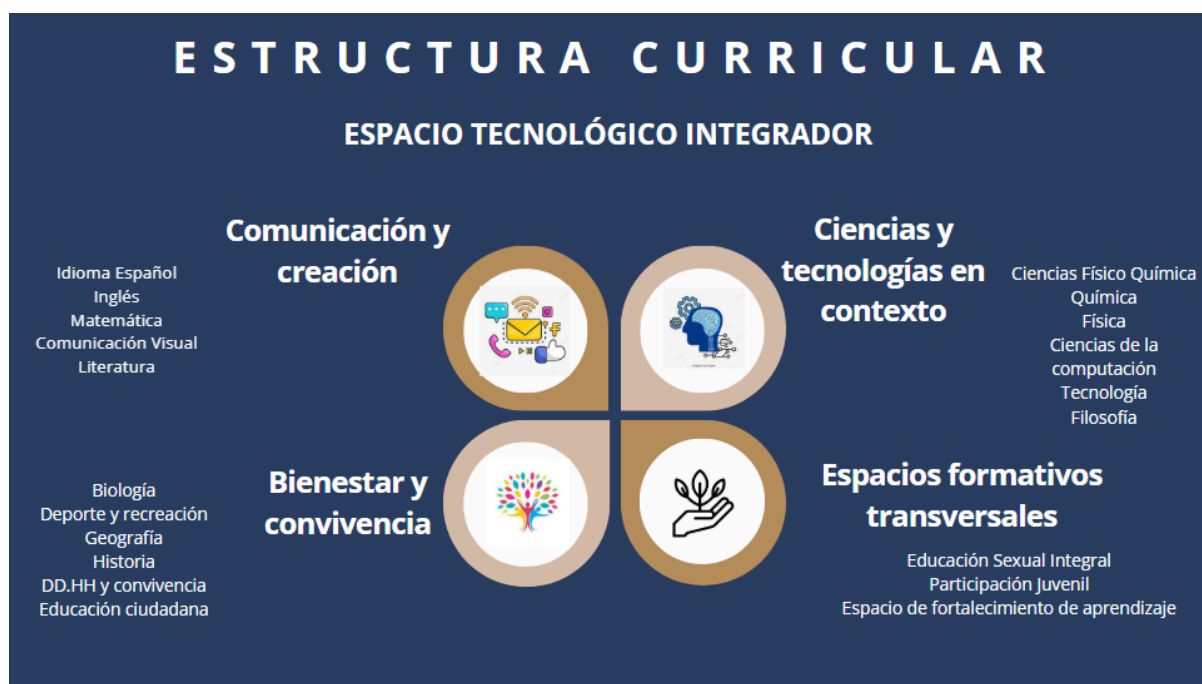 ESTRUCTURA CURRICULAR
ESPACIO TECNOLÓGICO INTEGRADOR
Comunicación y
creación
Idioma Español
Inglés
Matemática
Comunicación Visual
Literatura
Ciencias y
tecnologías en
contexto
Ciencias Físico Química
Química
Física
Ciencias de la
computación
Tecnología
Filosofía
Bienestar y
convivencia
Biología
Deporte y recreación
Geografía
Historia
DD.HH y convivencia
Educación ciudadana
Espacios formativos
transversales
Educación Sexual Integral
Participación Juvenil
Espacio de fortalecimiento de aprendizaje